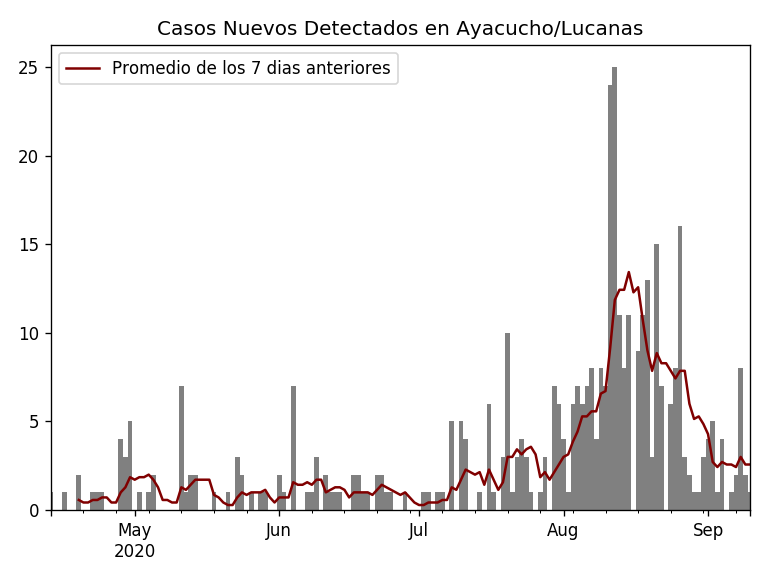 Casos Nuevos Detectados en Ayacucho/Lucanas
Promedio de los 7 dias anteriores
25
20
15
10
5
0
May Jun Jul Aug Sep
2020